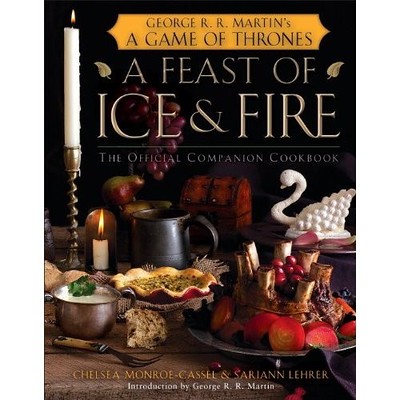 GEORGE R. R. MARTIN's
A GAME OF THRONES
A FEAST OF
ICE & FIRE
THE OFFICIAL COMPANION COOKBOOK
CHELSEA MONROE-CASSEL & SARIANN LEHRER
Introduction by George R. R. Martin